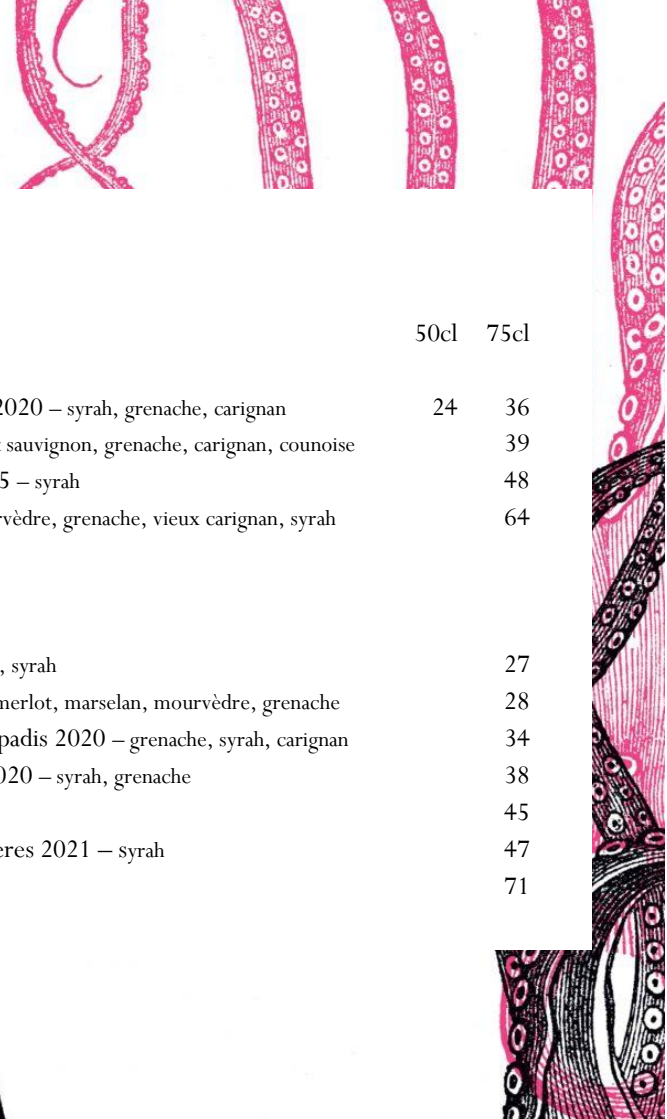 50cl 75cl
2020 – syrah, grenache, carignan 24 36
sauvignon, grenache, carignan, counoise 39
5 – syrah 48
grenache, vieux carignan, syrah 64
, syrah 27
merlot, marselan, mourvèdre, grenache 28
padis 2020 – grenache, syrah, carignan 34
020 – syrah, grenache 38
45
eres 2021 – syrah 47
71